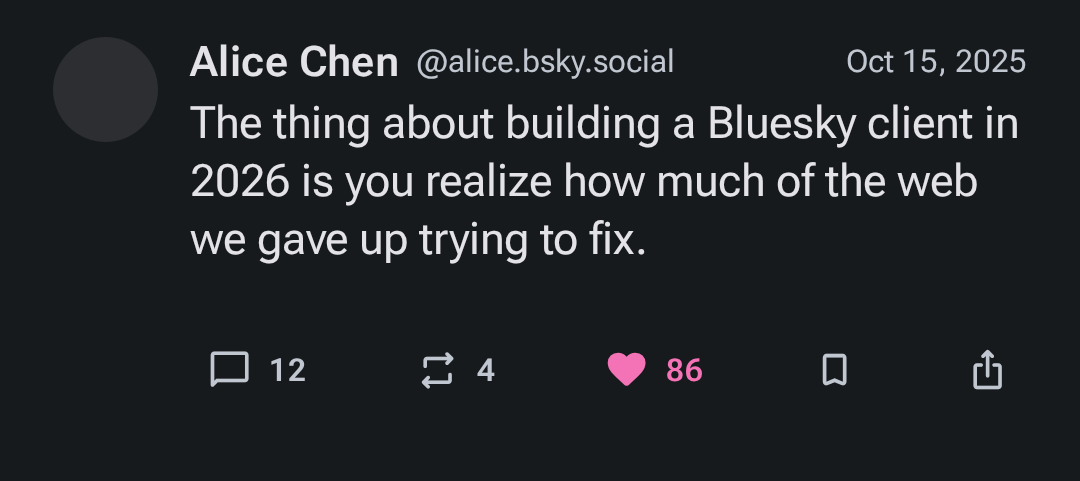 Alice Chen @alice.bsky.social Oct 15, 2025
The thing about building a Bluesky client in
2026 is you realize how much of the web
we gave up trying to fix.
12 4 86